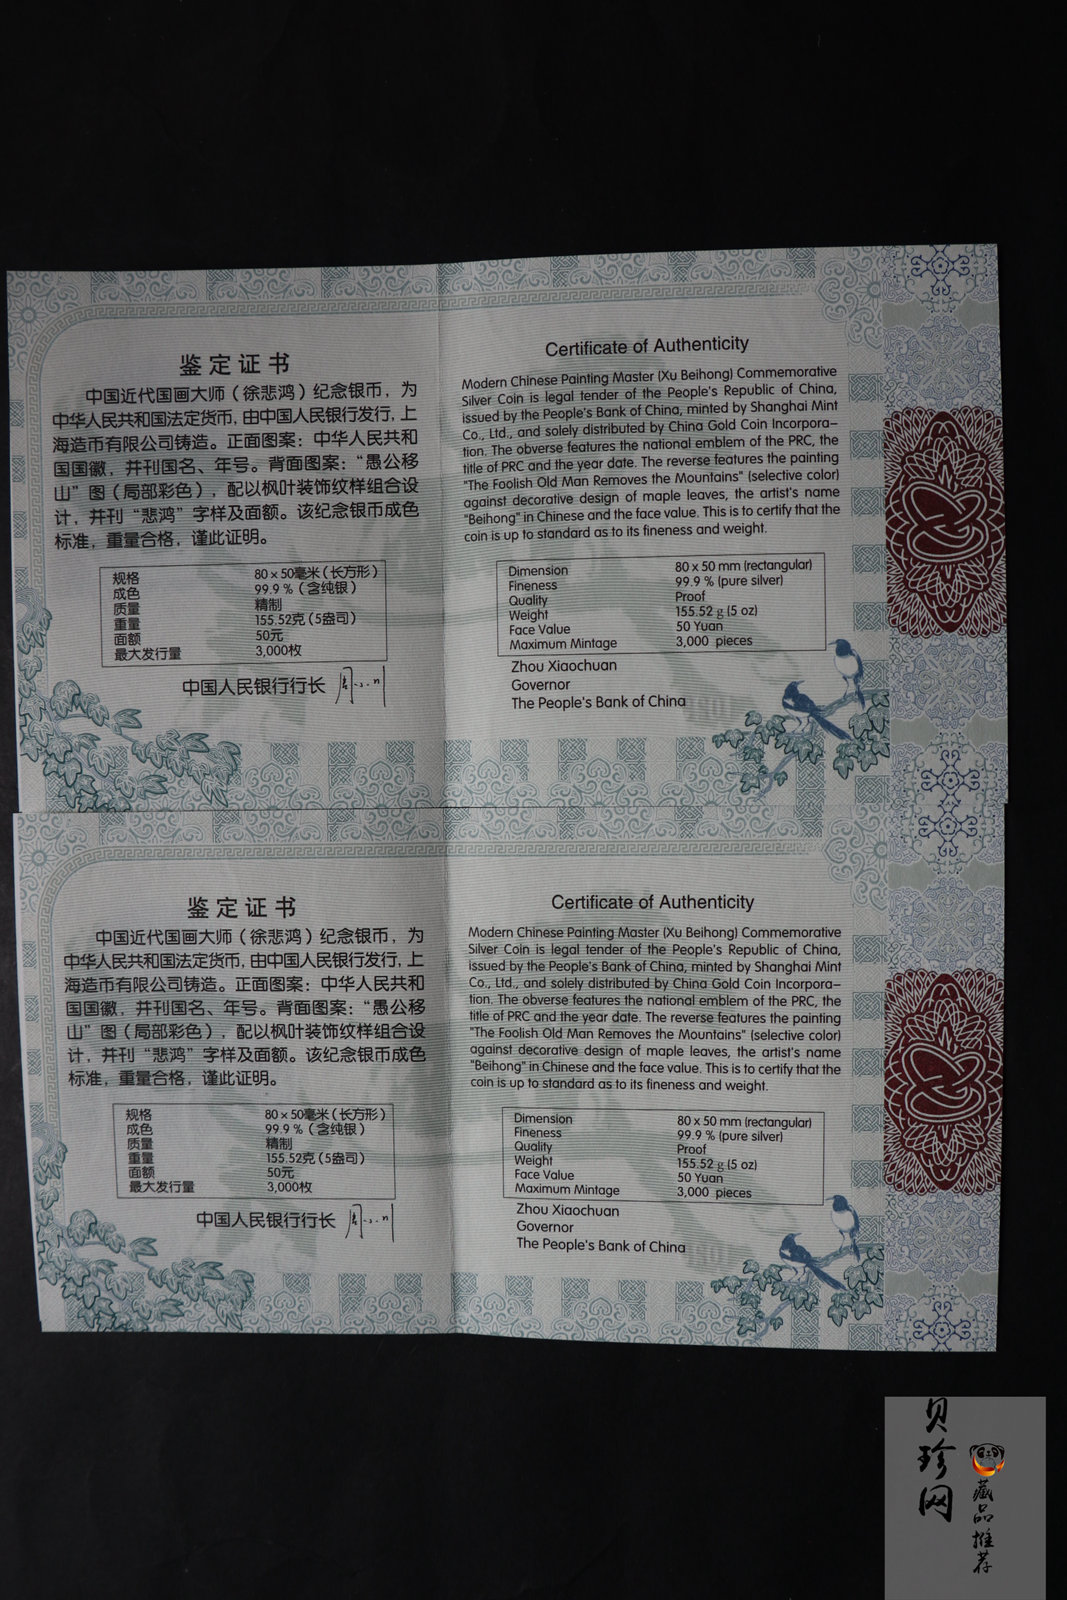 鉴定证书
中国近代国画大师（徐悲鸿）纪念银币，为
中华人民共和国法定货币，由中国人民银行发行，上
海造币有限公司铸造。正面图案：中华人民共和
国国徽，并刊国名、年号。背面图案：“愚公移
山”图（局部彩色），配以枫叶装饰纹样组合设
计，并刊“悲鸿”字样及面额。该纪念银币成色
标准，重量合格，谨此证明。
规格 80×50毫米（长方形）
成色 99.9%（含纯银）
质量 精制
重量 155.52克（5盎司）
面额 50元
最大发行量 3,000枚
中国人民银行行长
Certificate of Authenticity
Modern Chinese Painting Master (Xu Beihong) Commemorative
Silver Coin is legal tender of the People's Republic of China,
issued by the People's Bank of China, minted by Shanghai Mint
Co., Ltd., and solely distributed by China Gold Coin Incorpora–
tion. The obverse features the national emblem of the PRC, the
title of PRC and the year date. The reverse features the painting
"The Foolish Old Man Removes the Mountains" (selective color)
against decorative design of maple leaves, the artist's name
"Beihong" in Chinese and the face value. This is to certify that the
coin is up to standard as to its fineness and weight.
Dimension 80 x 50 mm (rectangular)
Fineness 99.9 % (pure silver)
Quality Proof
Weight 155.52 g (5 oz)
Face Value 50 Yuan
Maximum Mintage 3,000 pieces
Zhou Xiaochuan
Governor
The People's Bank of China
鉴定证书
中国近代国画大师（徐悲鸿）纪念银币，为
中华人民共和国法定货币，由中国人民银行发行，上
海造币有限公司铸造。正面图案：中华人民共和
国国徽，并刊国名、年号。背面图案：“愚公移
山”图（局部彩色），配以枫叶装饰纹样组合设
计，并刊“悲鸿”字样及面额。该纪念银币成色
标准，重量合格，谨此证明。
规格 80×50毫米（长方形）
成色 99.9%（含纯银）
质量 精制
重量 155.52克（5盎司）
面额 50元
最大发行量 3,000枚
中国人民银行行长
Certificate of Authenticity
Modern Chinese Painting Master (Xu Beihong) Commemorative
Silver Coin is legal tender of the People's Republic of China,
issued by the People's Bank of China, minted by Shanghai Mint
Co., Ltd., and solely distributed by China Gold Coin Incorpora–
tion. The obverse features the national emblem of the PRC, the
title of PRC and the year date. The reverse features the painting
"The Foolish Old Man Removes the Mountains" (selective color)
against decorative design of maple leaves, the artist's name
"Beihong" in Chinese and the face value. This is to certify that the
coin is up to standard as to its fineness and weight.
Dimension 80 x 50 mm (rectangular)
Fineness 99.9 % (pure silver)
Quality Proof
Weight 155.52 g (5 oz)
Face Value 50 Yuan
Maximum Mintage 3,000 pieces
Zhou Xiaochuan
Governor
The People's Bank of China
贝珍网
藏品推荐